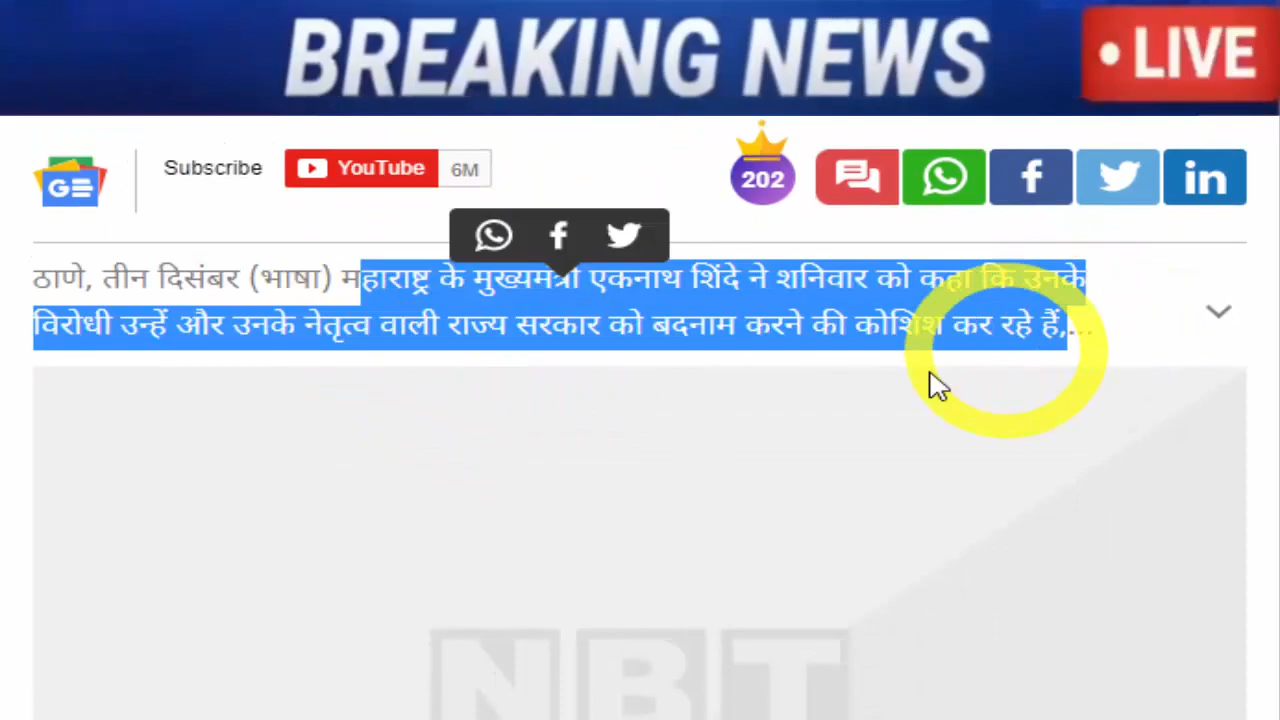 BREAKING NEWS
LIVE
GE
Subscribe
YouTube
6M
202
ठाणे, तीन दिसंबर (भाषा) महाराष्ट्र के मुख्यमंत्री एकनाथ शिंदे ने शनिवार को कहा कि उनके
विरोधी उन्हें और उनके नेतृत्व वाली राज्य सरकार को बदनाम करने की कोशिश कर रहे हैं,...
NBT